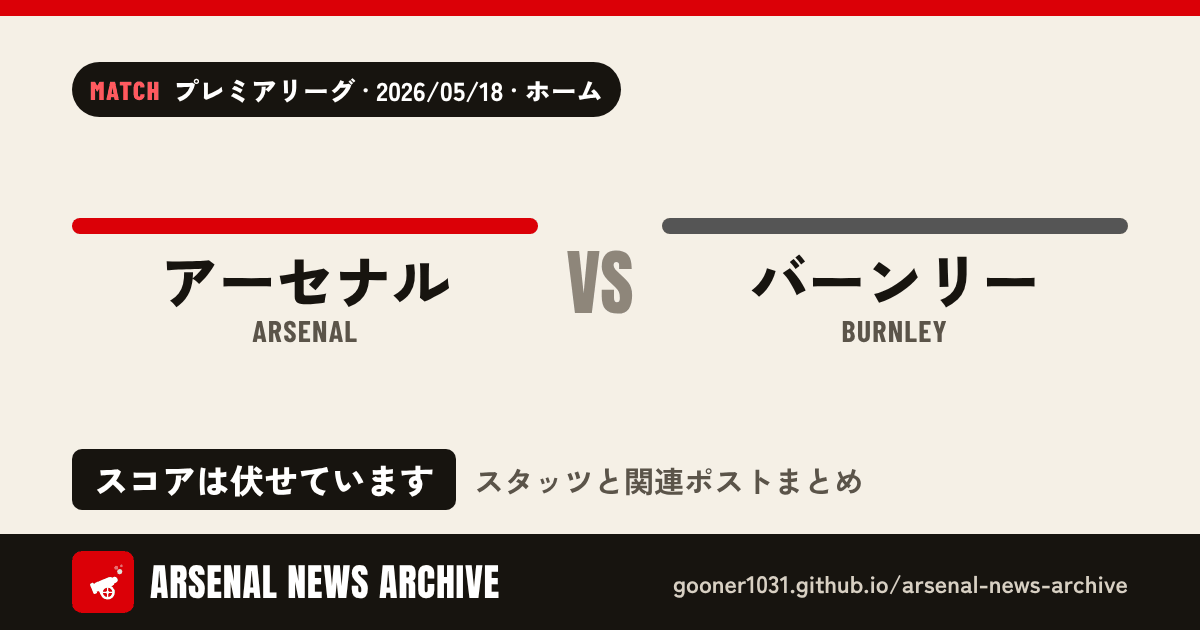 MATCH プレミアリーグ · 2026/05/18 · ホーム
アーセナル
ARSENAL
VS
バーンリー
BURNLEY
スコアは伏せています スタッツと関連ポストまとめ
ARSENAL NEWS ARCHIVE
gooner1031.github.io/arsenal-news-archive